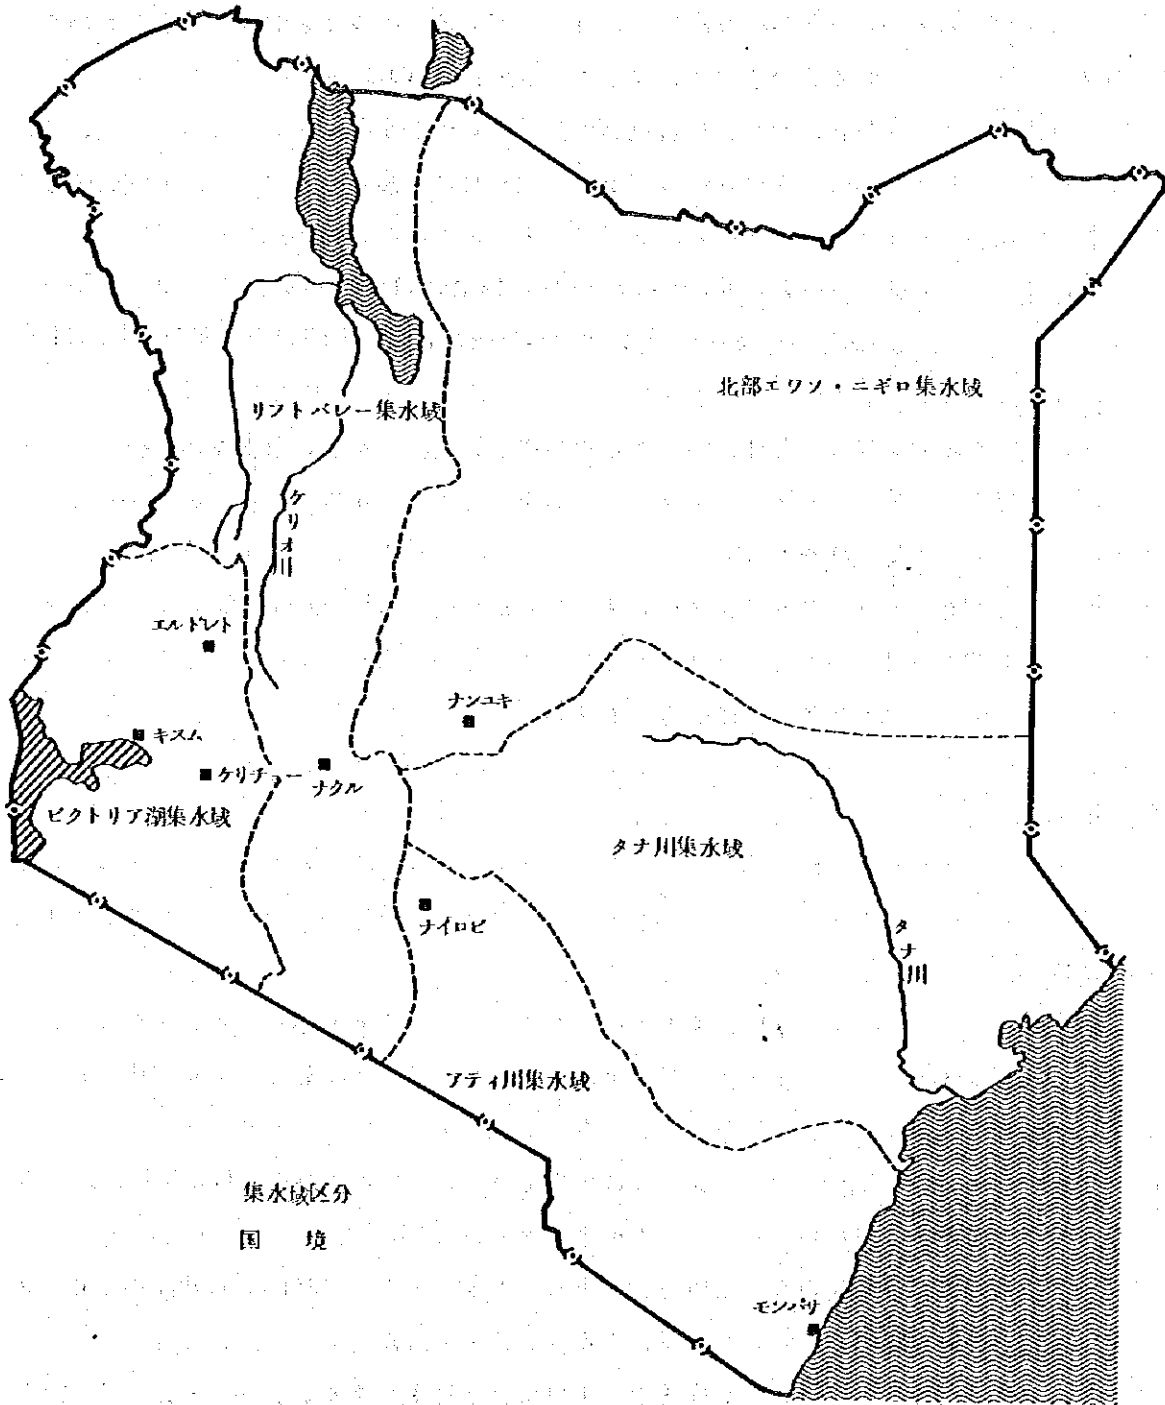 北部エワソ・ニギロ集水域
リフトバレー集水域
ケリオ川
エルドレト
ナンユキ
キスム
ケリチョー
ナクル
ビクトリア湖集水域
タナ川集水域
ナイロビ
タナ川
アティ川集水域
集水域区分
国 境
モンバサ